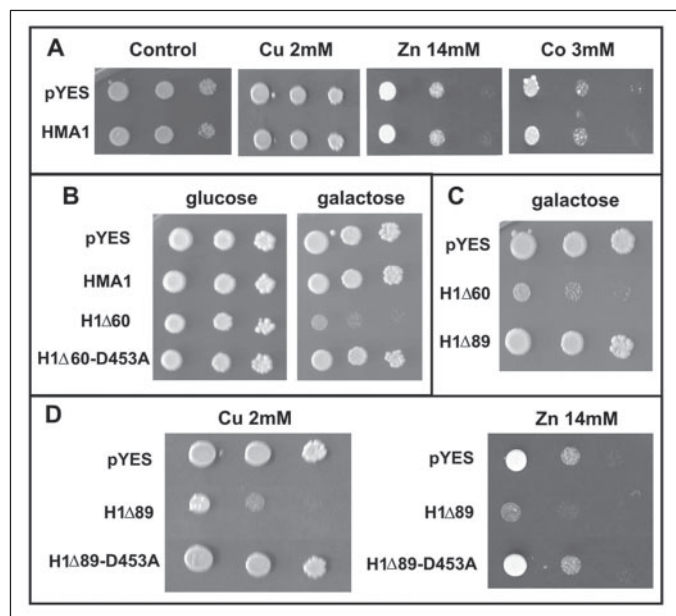 A
Control Cu 2mM Zn 14mM Co 3mM
pYES
HMA1
B
glucose galactose
pYES
HMA1
H1Δ60
H1Δ60-D453A
C
galactose
pYES
H1Δ60
H1Δ89
D
Cu 2mM
pYES
H1Δ89
H1Δ89-D453A
Zn 14mM
pYES
H1Δ89
H1Δ89-D453A